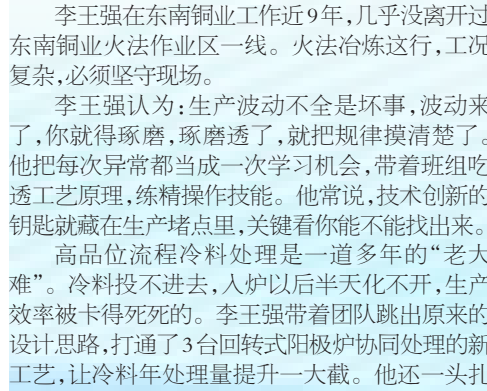 李王强在东南铜业工作近9年，几乎没离开过
东南铜业火法作业区一线。火法冶炼这行，工况
复杂，必须坚守现场。
李王强认为：生产波动不全是坏事，波动来
了，你就得琢磨，琢磨透了，就把规律摸清楚了。
他把每次异常都当成一次学习机会，带着班组吃
透工艺原理，练精操作技能。他常说，技术创新的
钥匙就藏在生产堵点里，关键看你能不能找出来。
高品位流程冷料处理是一道多年的“老大
难”。冷料投不进去，入炉以后半天化不开，生产
效率被卡得死死的。李王强带着团队跳出原来的
设计思路，打通了3台回转式阳极炉协同处理的新
工艺，让冷料年处理量提升一大截。他还一头扎